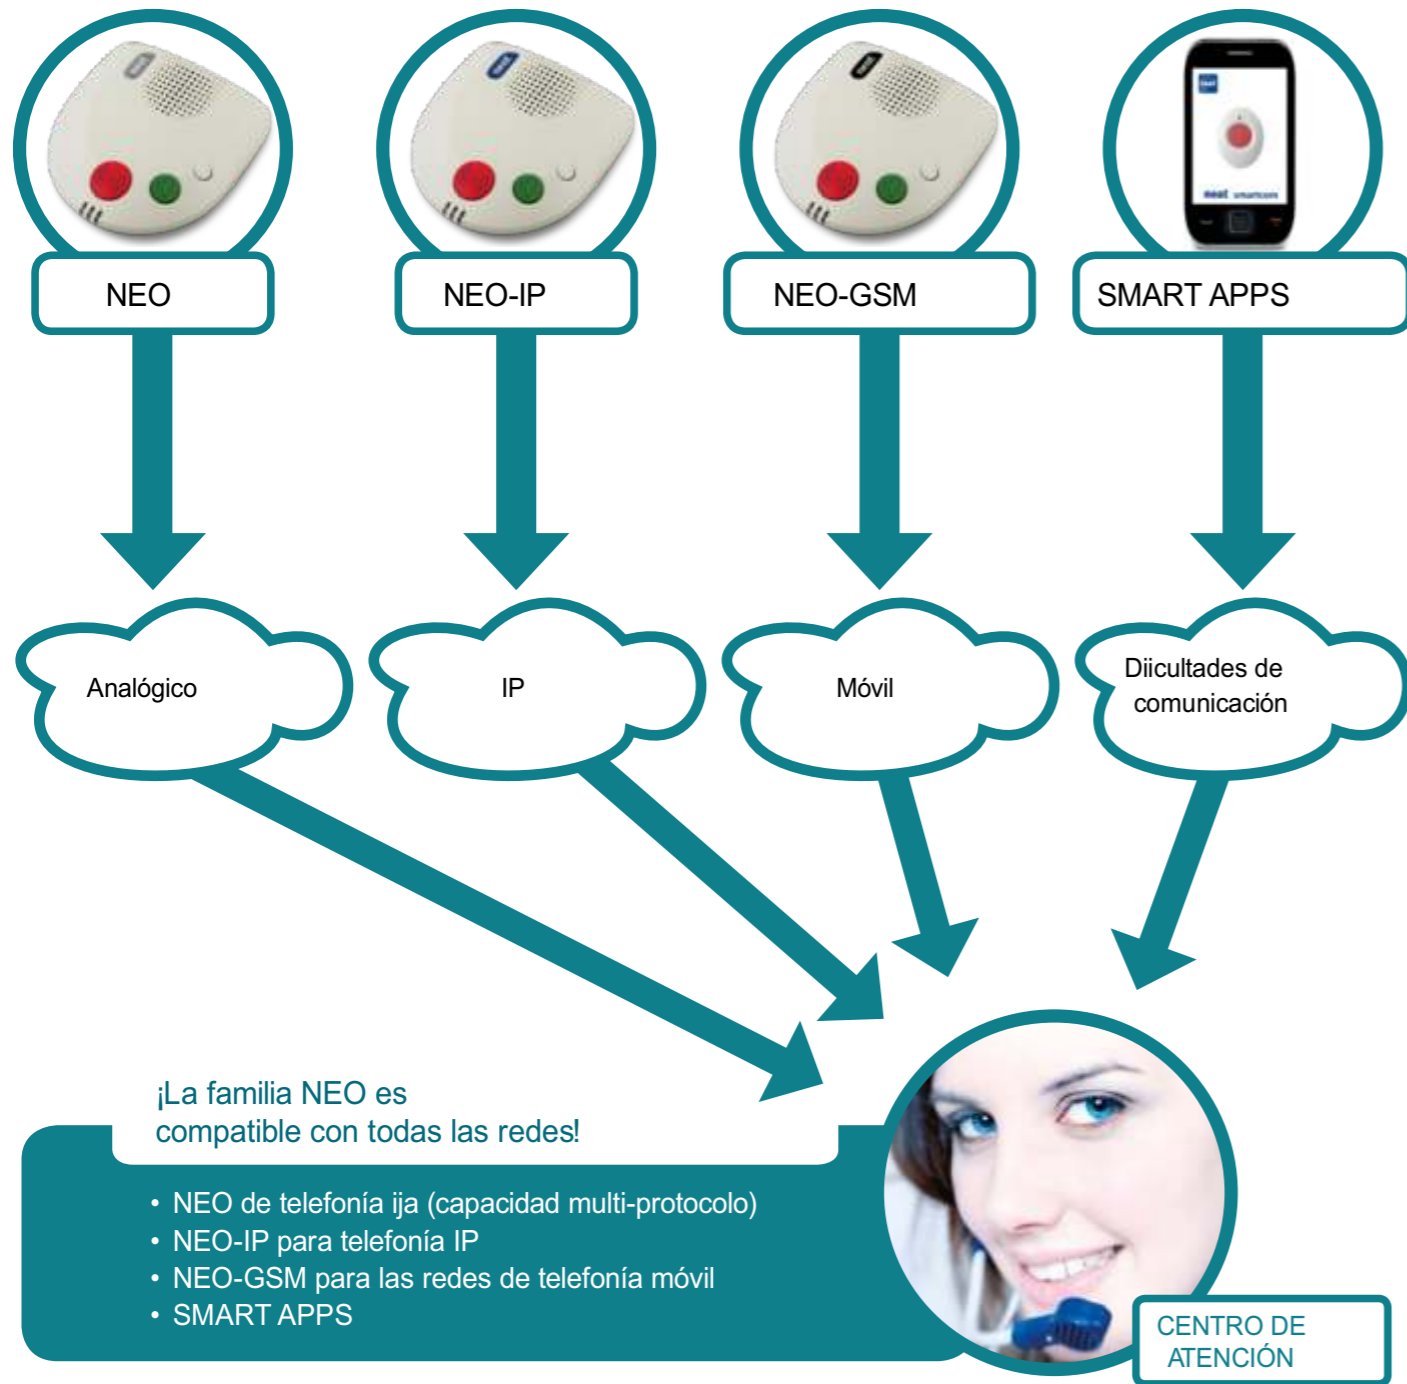 NEO
NEO-IP
NEO-GSM
SMART APPS
neat smartcom
Analógico
IP
Móvil
Diicultades de
comunicación
¡La familia NEO es
compatible con todas las redes!
• NEO de telefonía ija (capacidad multi-protocolo)
• NEO-IP para telefonía IP
• NEO-GSM para las redes de telefonía móvil
• SMART APPS
CENTRO DE
ATENCIÓN